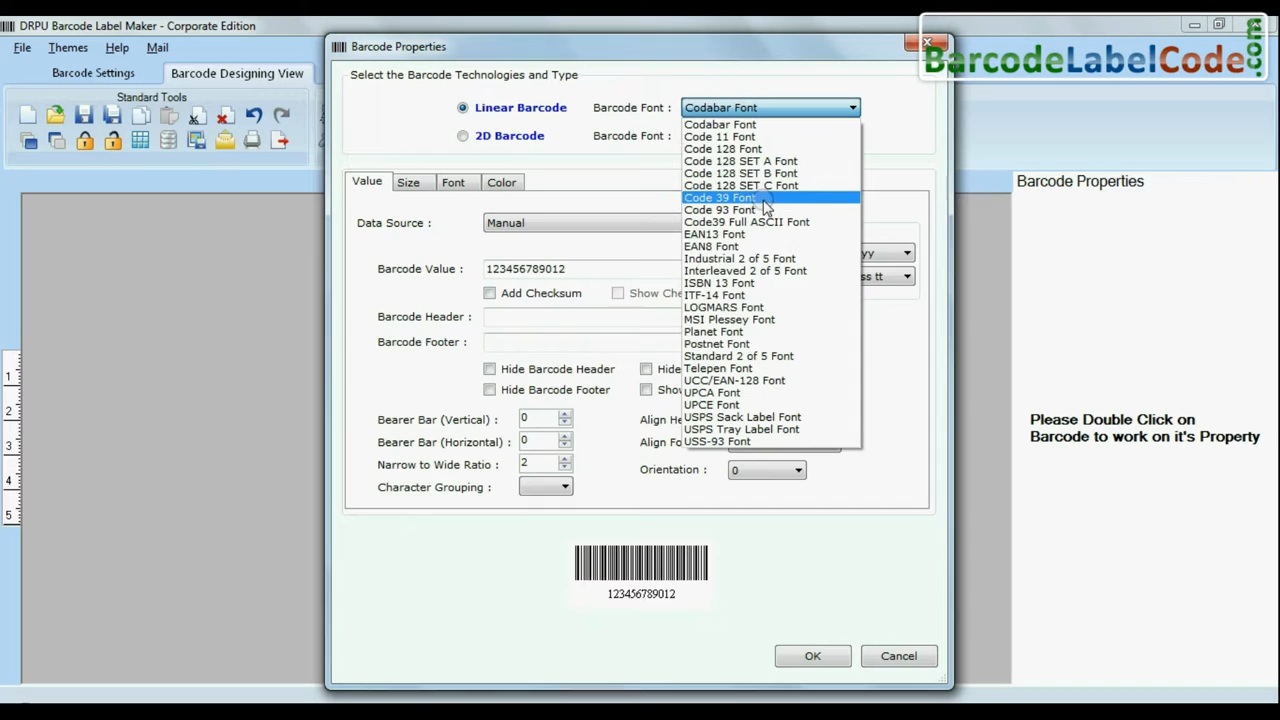 DRPU Barcode Label Maker - Corporate Edition
File Themes Help Mail
Barcode Settings Barcode Designing View
Standard Tools
BarcodeLabelCode.com
Barcode Properties
Select the Barcode Technologies and Type
Linear Barcode Barcode Font : Codabar Font
2D Barcode Barcode Font :
Codabar Font
Code 11 Font
Code 128 Font
Code 128 SET A Font
Code 128 SET B Font
Code 128 SET C Font
Code 39 Font
Code 93 Font
Code39 Full ASCII Font
EAN13 Font
EAN8 Font
Industrial 2 of 5 Font
Interleaved 2 of 5 Font
ISBN 13 Font
ITF-14 Font
LOGMARS Font
MSI Plessey Font
Planet Font
Postnet Font
Standard 2 of 5 Font
Telepen Font
UCC/EAN-128 Font
UPCA Font
UPCE Font
USPS Sack Label Font
USPS Tray Label Font
USS-93 Font
Value Size Font Color
Data Source : Manual
yy
Barcode Value : 123456789012
ss tt
Add Checksum Show Che
Barcode Header :
Barcode Footer :
Hide Barcode Header Hide
Hide Barcode Footer Show
Bearer Bar (Vertical) : 0 Align He
Bearer Bar (Horizontal) : 0 Align Fo
Narrow to Wide Ratio : 2 Orientation : 0
Character Grouping :
123456789012
OK Cancel
Barcode Properties
Please Double Click on
Barcode to work on it's Property
1
2
3
4
5